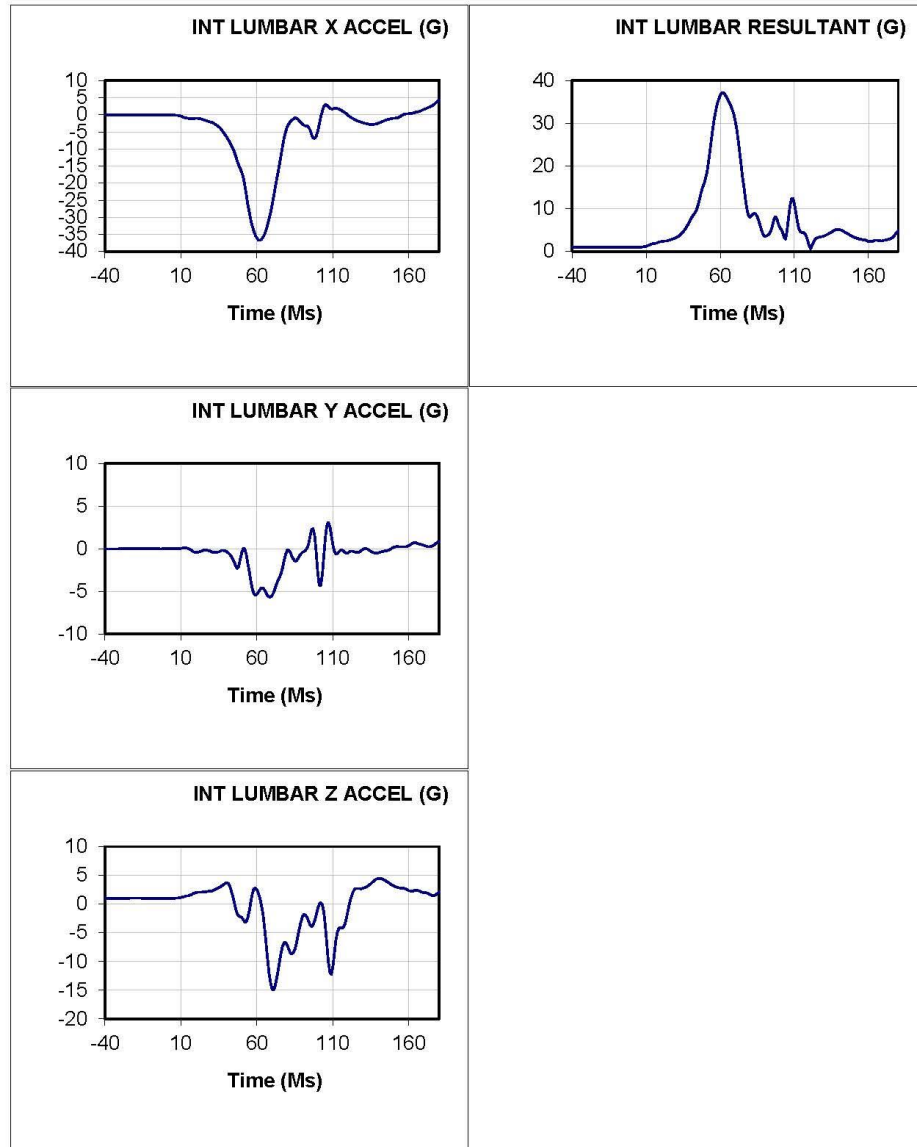 INT LUMBAR X ACCEL (G)
10
5
0
-5
-10
-15
-20
-25
-30
-35
-40
-40 10 60 110 160
Time (Ms)
INT LUMBAR RESULTANT (G)
40
30
20
10
0
-40 10 60 110 160
Time (Ms)
INT LUMBAR Y ACCEL (G)
10
5
0
-5
-10
-40 10 60 110 160
Time (Ms)
INT LUMBAR Z ACCEL (G)
10
5
0
-5
-10
-15
-20
-40 10 60 110 160
Time (Ms)